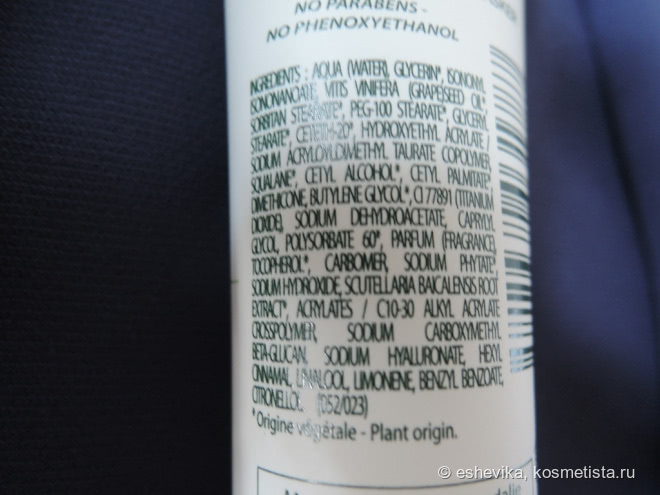 NO PARABENS -
NO PHENOXYETHANOL
INGREDIENTS : AQUA (WATER), GLYCERIN*, ISONONYL
ISONONANOATE, VITIS VINIFERA (GRAPE)SEED OIL*,
SORBITAN STEARATE*, PEG-100 STEARATE*, GLYCERYL
STEARATE*, CETETH-20*, HYDROXYETHYL ACRYLATE /
SODIUM ACRYLOYLDIMETHYL TAURATE COPOLYMER,
SQUALANE*, CETYL ALCOHOL*, CETYL PALMITATE*,
DIMETHICONE, BUTYLENE GLYCOL*, CI 77891 (TITANIUM
DIOXIDE), SODIUM DEHYDROACETATE, CAPRYLYL
GLYCOL, POLYSORBATE 60*, PARFUM (FRAGRANCE),
TOCOPHEROL*, CARBOMER, SODIUM PHYTATE*,
SODIUM HYDROXIDE, SCUTELLARIA BAICALENSIS ROOT
EXTRACT*, ACRYLATES / C10-30 ALKYL ACRYLATE
CROSSPOLYMER, SODIUM CARBOXYMETHYL
BETA-GLUCAN, SODIUM HYALURONATE, HEXYL
CINNAMAL, LINALOOL, LIMONENE, BENZYL BENZOATE,
CITRONELLOL. (052/023)
*Origine végétale - Plant origin.
© eshevika, kosmetista.ru